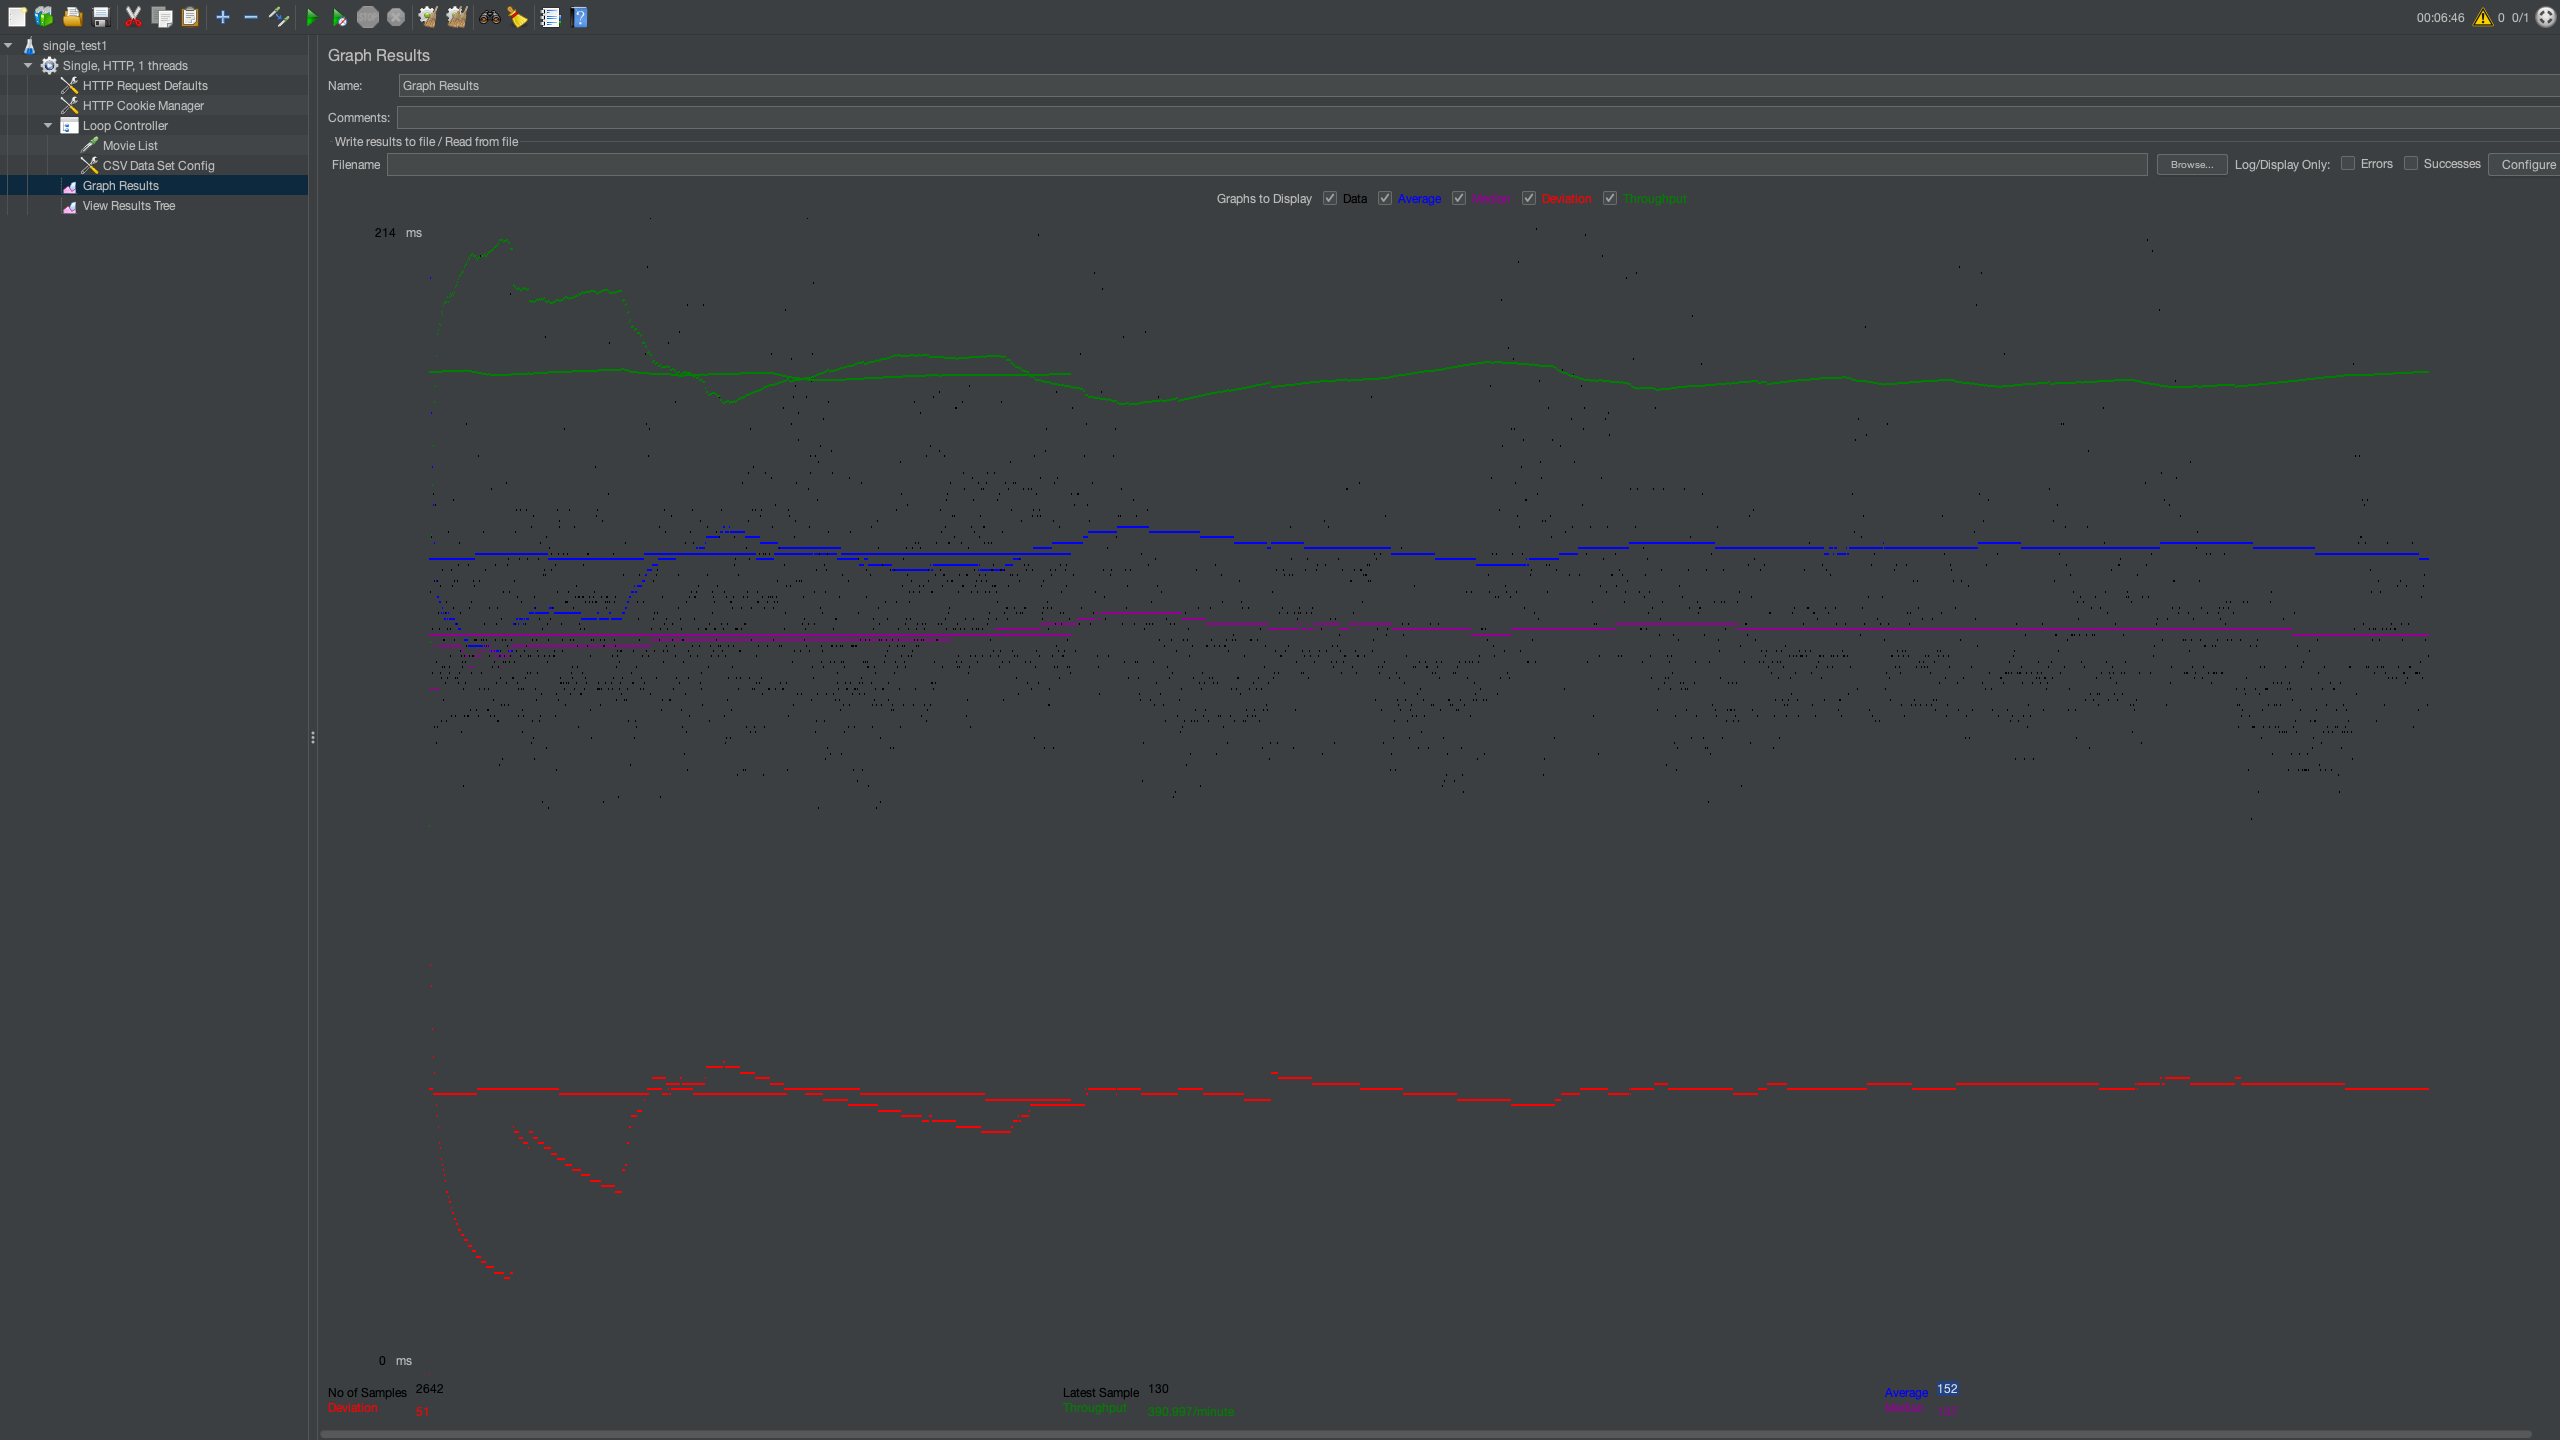 00:06:46 0 0/1
single_test1
Single, HTTP, 1 threads
HTTP Request Defaults
HTTP Cookie Manager
Loop Controller
Movie List
CSV Data Set Config
Graph Results
View Results Tree
Graph Results
Name: Graph Results
Comments:
Write results to file / Read from file
Filename Browse... Log/Display Only: Errors Successes Configure
Graphs to Display Data Average Median Deviation Throughput
214 ms
0 ms
No of Samples 2642 Latest Sample 130 Average 152
Deviation 51 Throughput 390.997/minute Median